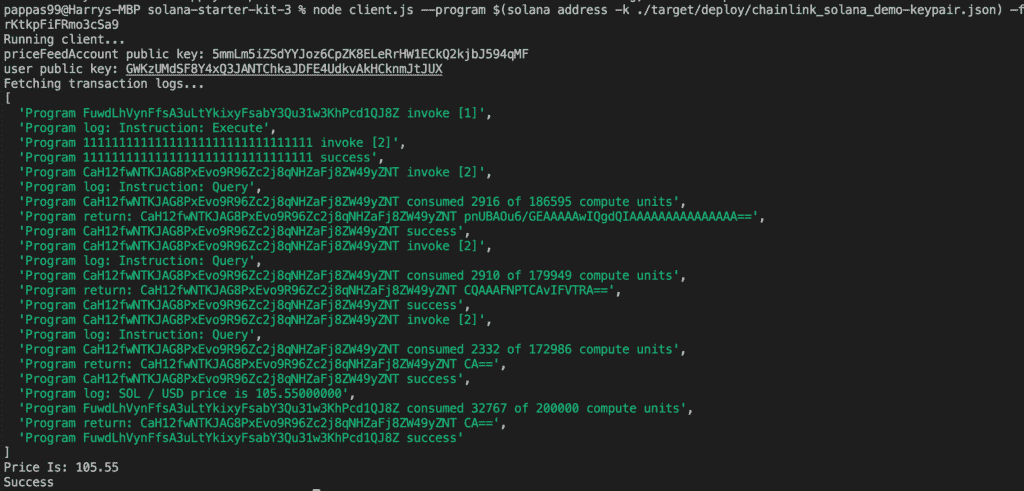 pappas99@Harrys-MBP solana-starter-kit-3 % node client.js --program $(solana address -k ./target/deploy/chainlink_solana_demo-keypair.json) -f
rKtkpFiFRmo3cSa9
Running client...
priceFeedAccount public key: 5mmLm5iZSdYYJoz6CpZK8ELeRrHW1ECkQ2kjbJ594qMF
user public key: GWKzUMdSF8Y4xQ3JANTChkaJDFE4UdkvAkHCknmJtJUX
Fetching transaction logs...
[
'Program FuwdLhVynFfsA3uLtYkixyFsabY3Qu31w3KhPcd1QJ8Z invoke [1]',
'Program log: Instruction: Execute',
'Program 11111111111111111111111111111111 invoke [2]',
'Program 11111111111111111111111111111111 success',
'Program CaH12fwNTKJAG8PxEvo9R96Zc2j8qNHZaFj8ZW49yZNT invoke [2]',
'Program log: Instruction: Query',
'Program CaH12fwNTKJAG8PxEvo9R96Zc2j8qNHZaFj8ZW49yZNT consumed 2916 of 186595 compute units',
'Program return: CaH12fwNTKJAG8PxEvo9R96Zc2j8qNHZaFj8ZW49yZNT pnUBAOu6/GEAAAAAwIQgdQIAAAAAAAAAAAAAAA==',
'Program CaH12fwNTKJAG8PxEvo9R96Zc2j8qNHZaFj8ZW49yZNT success',
'Program CaH12fwNTKJAG8PxEvo9R96Zc2j8qNHZaFj8ZW49yZNT invoke [2]',
'Program log: Instruction: Query',
'Program CaH12fwNTKJAG8PxEvo9R96Zc2j8qNHZaFj8ZW49yZNT consumed 2910 of 179949 compute units',
'Program return: CaH12fwNTKJAG8PxEvo9R96Zc2j8qNHZaFj8ZW49yZNT CQAAAFNPTCAvIFVTRA==',
'Program CaH12fwNTKJAG8PxEvo9R96Zc2j8qNHZaFj8ZW49yZNT success',
'Program CaH12fwNTKJAG8PxEvo9R96Zc2j8qNHZaFj8ZW49yZNT invoke [2]',
'Program log: Instruction: Query',
'Program CaH12fwNTKJAG8PxEvo9R96Zc2j8qNHZaFj8ZW49yZNT consumed 2332 of 172986 compute units',
'Program return: CaH12fwNTKJAG8PxEvo9R96Zc2j8qNHZaFj8ZW49yZNT CA==',
'Program CaH12fwNTKJAG8PxEvo9R96Zc2j8qNHZaFj8ZW49yZNT success',
'Program log: SOL / USD price is 105.55000000',
'Program FuwdLhVynFfsA3uLtYkixyFsabY3Qu31w3KhPcd1QJ8Z consumed 32767 of 200000 compute units',
'Program return: CaH12fwNTKJAG8PxEvo9R96Zc2j8qNHZaFj8ZW49yZNT CA==',
'Program FuwdLhVynFfsA3uLtYkixyFsabY3Qu31w3KhPcd1QJ8Z success'
]
Price Is: 105.55
Success